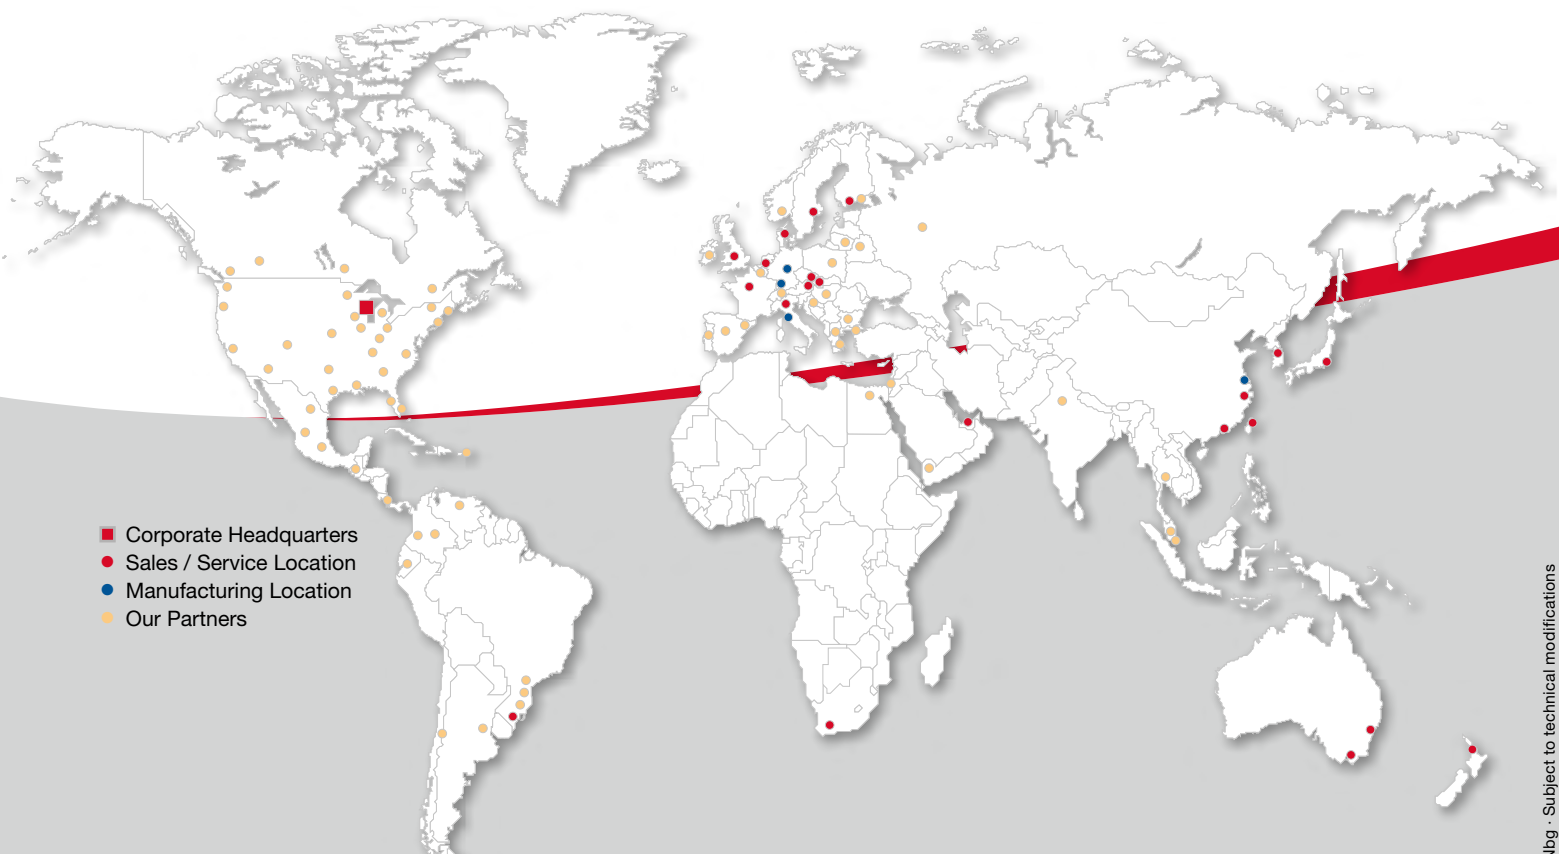 Corporate Headquarters
Sales / Service Location
Manufacturing Location
Our Partners
· Subject to technical modifications